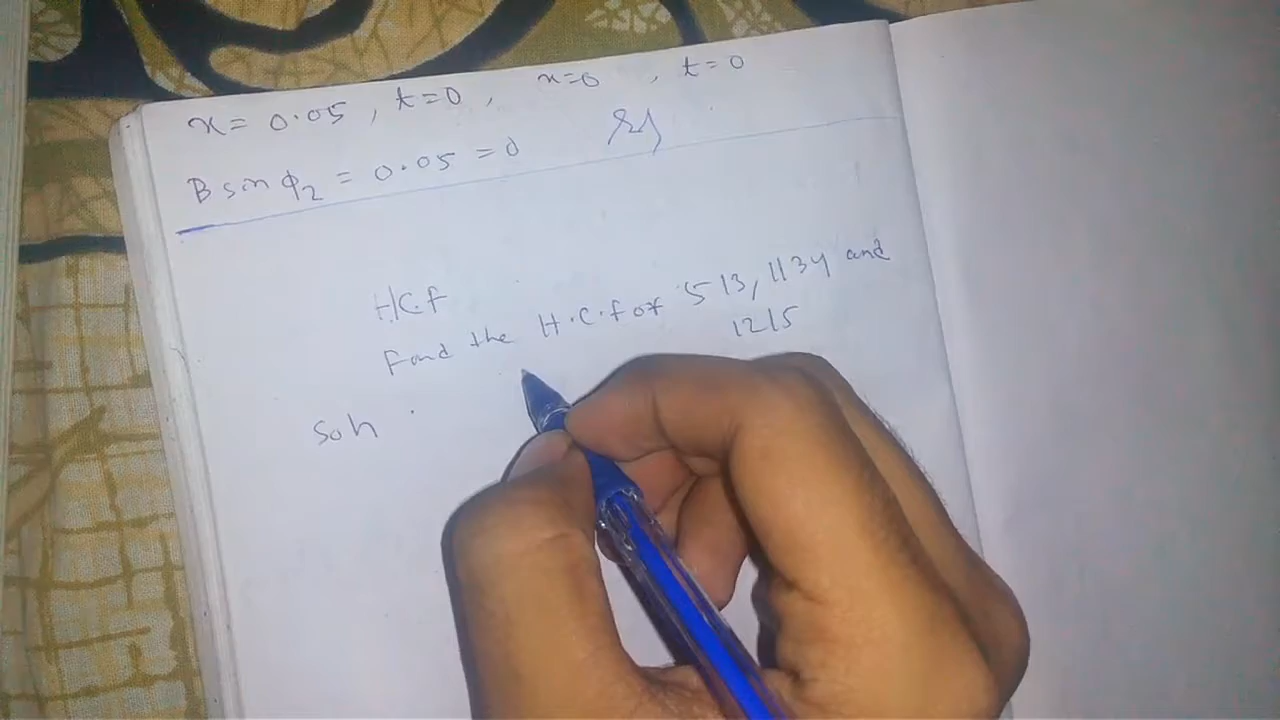 x = 0.05, t=0, x=0, t=0
B sin ϕ2 = 0.05 = 0
H.C.f
Find the H.C.f of 513, 1134 and
1215
Soln